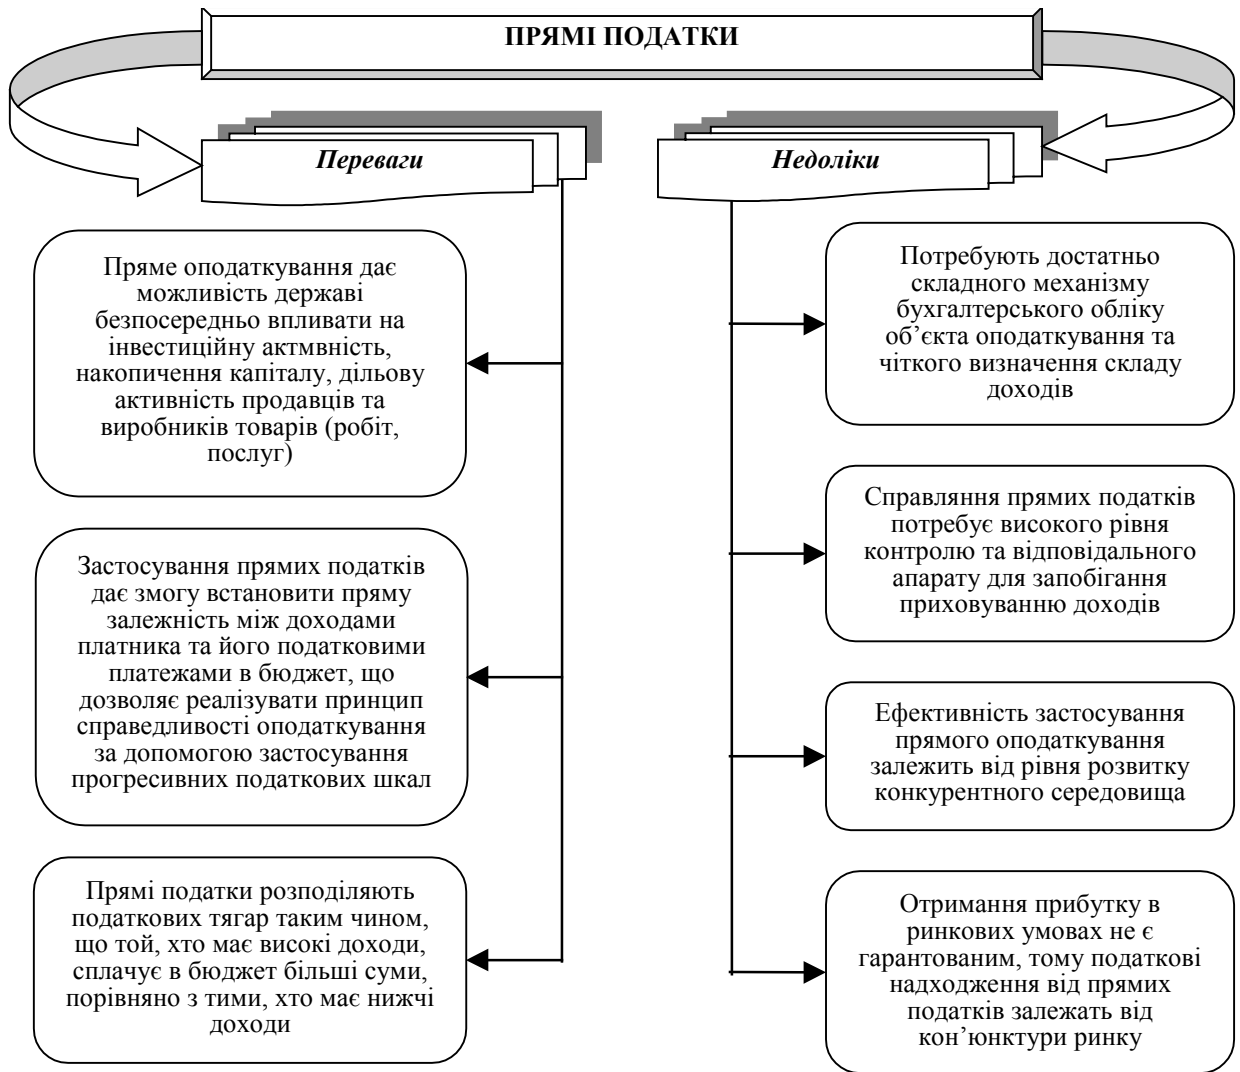 ПРЯМІ ПОДАТКИ
Переваги
Пряме оподаткування дає
можливість державі
безпосередньо впливати на
інвестиційну актмвність,
накопичення капіталу, дільову
активність продавців та
виробників товарів (робіт,
послуг)
Застосування прямих податків
дає змогу встановити пряму
залежність між доходами
платника та його податковими
платежами в бюджет, що
дозволяє реалізувати принцип
справедливості оподаткування
за допомогою застосування
прогресивних податкових шкал
Прямі податки розподіляють
податкових тягар таким чином,
що той, хто має високі доходи,
сплачує в бюджет більші суми,
порівняно з тими, хто має нижчі
доходи
Недоліки
Потребують достатньо
складного механізму
бухгалтерського обліку
об’єкта оподаткування та
чіткого визначення складу
доходів
Справляння прямих податків
потребує високого рівня
контролю та відповідального
апарату для запобігання
приховуванню доходів
Ефективність застосування
прямого оподаткування
залежить від рівня розвитку
конкурентного середовища
Отримання прибутку в
ринкових умовах не є
гарантованим, тому податкові
надходження від прямих
податків залежать від
кон’юнктури ринку